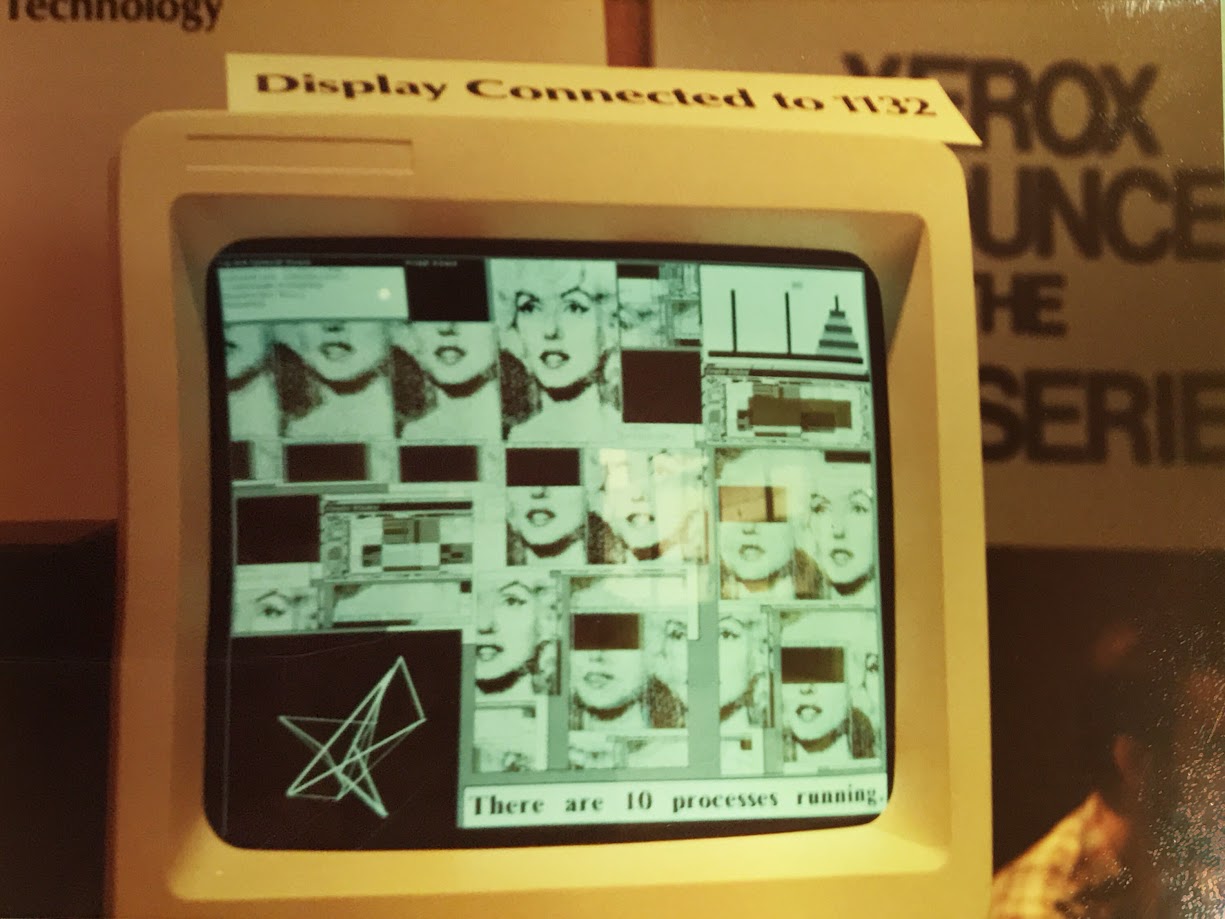 Technology
Display Connected to 1132
XEROX
UNCE
THE
SERIE
There are 10 processes running.